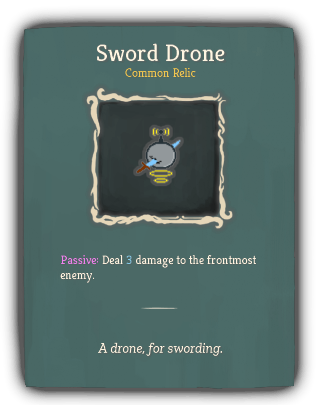 Sword Drone
Common Relic
Passive: Deal 3 damage to the frontmost
enemy.
A drone, for swording.